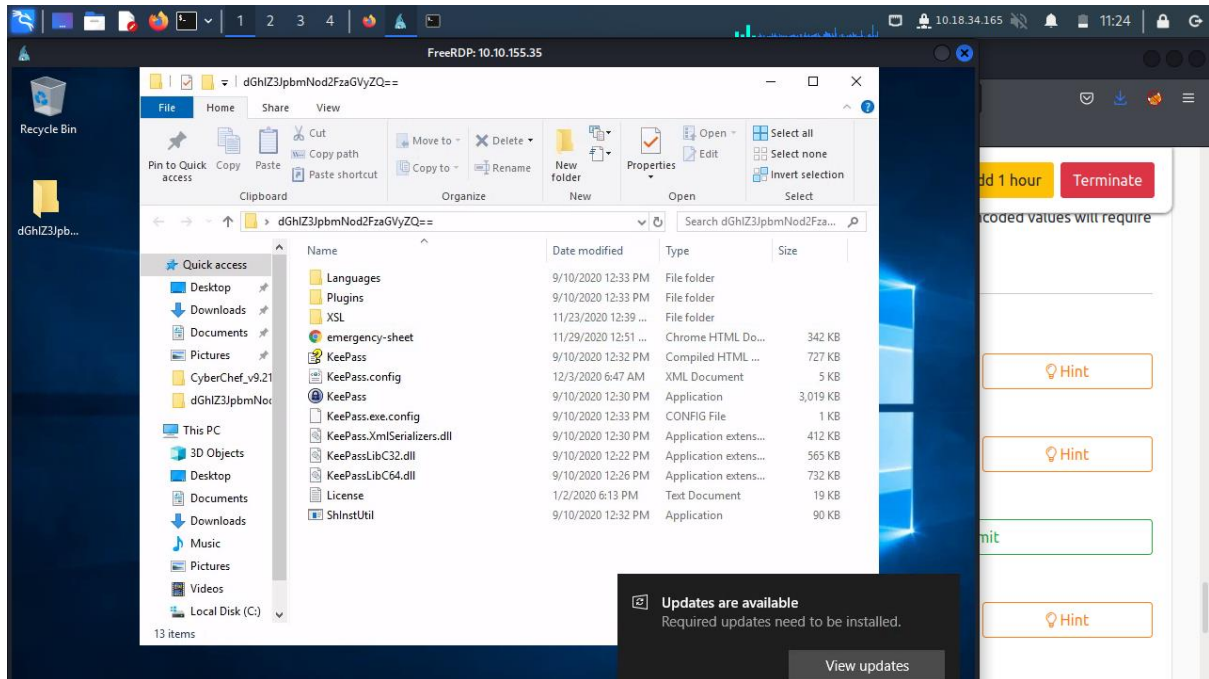 1 2 3 4
10.18.34.165 11:24
FreeRDP: 10.10.155.35
Recycle Bin
dGhIZ3Jpb...
dGhIZ3JpbmNod2FzaGVyZQ==
File Home Share View
Pin to Quick access
Copy
Paste
Cut
Copy path
Paste shortcut
Clipboard
Move to
Copy to
Delete
Rename
Organize
New folder
New
Properties
Open
Edit
Open
Select all
Select none
Invert selection
Select
dGhIZ3JpbmNod2FzaGVyZQ==
Search dGhIZ3JpbmNod2Fza...
Quick access
Desktop
Downloads
Documents
Pictures
CyberChef_v9.21
dGhIZ3JpbmNoc
This PC
3D Objects
Desktop
Documents
Downloads
Music
Pictures
Videos
Local Disk (C:)
Name Date modified Type Size
Languages 9/10/2020 12:33 PM File folder
Plugins 9/10/2020 12:33 PM File folder
XSL 11/23/2020 12:39 ... File folder
emergency-sheet 11/29/2020 12:51 ... Chrome HTML Do... 342 KB
KeePass 9/10/2020 12:32 PM Compiled HTML ... 727 KB
KeePass.config 12/3/2020 6:47 AM XML Document 5 KB
KeePass 9/10/2020 12:30 PM Application 3,019 KB
KeePass.exe.config 9/10/2020 12:33 PM CONFIG File 1 KB
KeePass.XmlSerializers.dll 9/10/2020 12:30 PM Application extens... 412 KB
KeePassLibC32.dll 9/10/2020 12:22 PM Application extens... 565 KB
KeePassLibC64.dll 9/10/2020 12:26 PM Application extens... 732 KB
License 1/2/2020 6:13 PM Text Document 19 KB
ShInstUtil 9/10/2020 12:32 PM Application 90 KB
13 items
Updates are available
Required updates need to be installed.
View updates
dd 1 hour
Terminate
coded values will require
Hint
Hint
mit
Hint